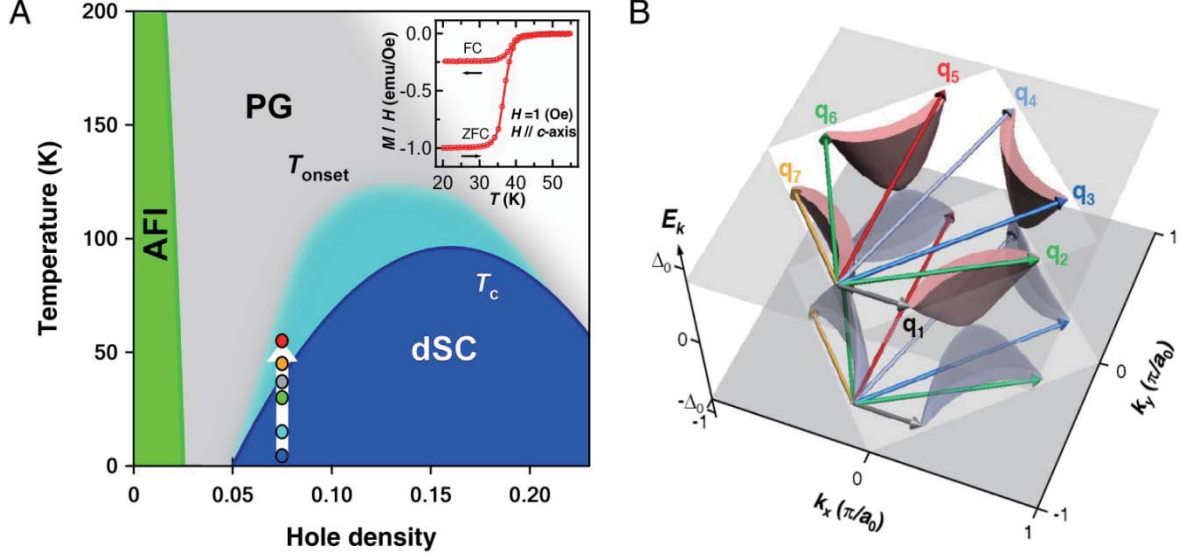 A
Temperature (K)
200
150
100
50
0
AFI
PG
T_onset
T_c
dSC
0
0.05
0.10
0.15
0.20
Hole density
M / H (emu/Oe)
0.0
-0.5
-1.0
FC
ZFC
H =1 (Oe)
H // c-axis
20
30
40
50
T (K)
B
q5
q4
q6
q7
q3
q2
q1
E_k
Δ0
0
-Δ0
-1
0
1
k_x (π/a0)
1
0
-1
k_y (π/a0)